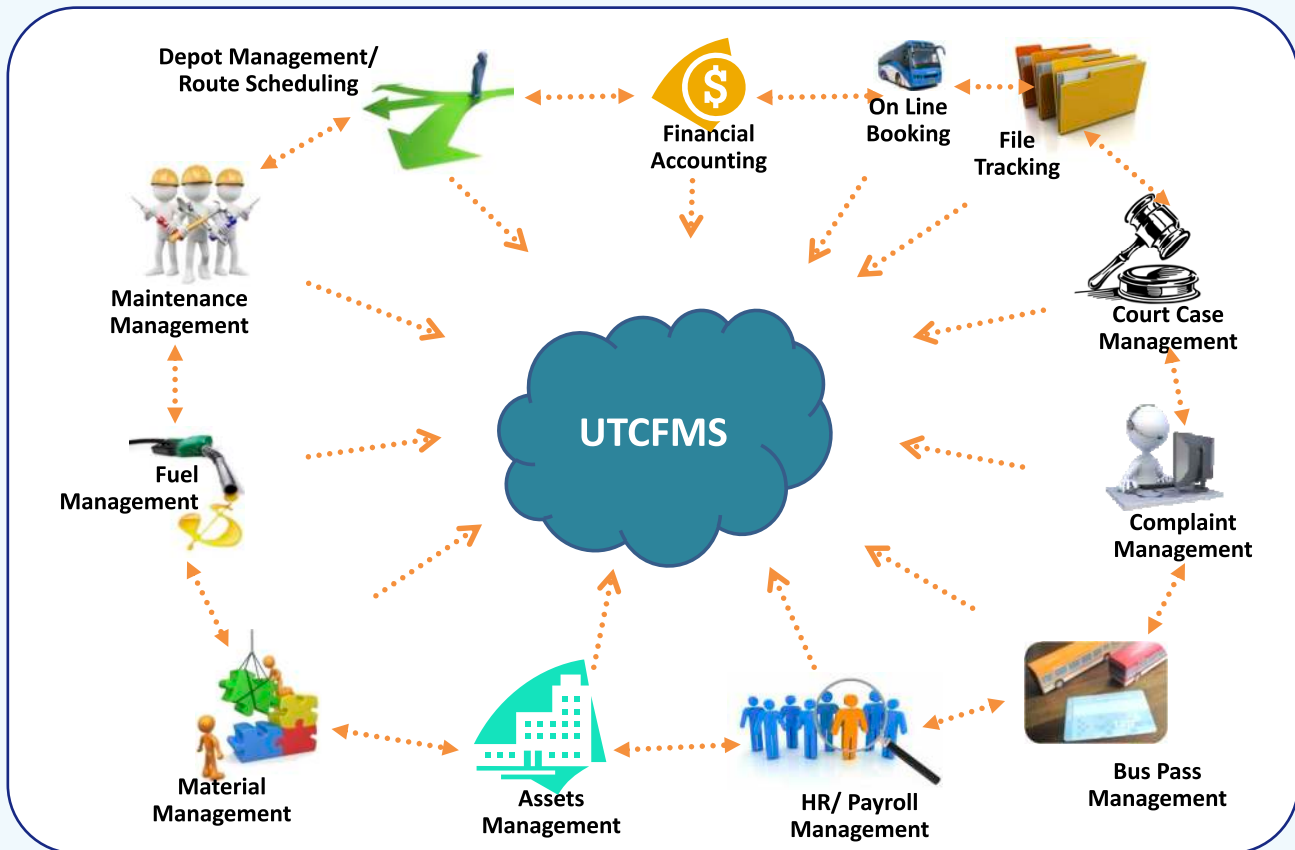 Depot Management/
Route Scheduling
Financial
Accounting
On Line
Booking
File
Tracking
Maintenance
Management
Court Case
Management
UTCFMS
Fuel
Management
Complaint
Management
Material
Management
Assets
Management
HR/ Payroll
Management
Bus Pass
Management